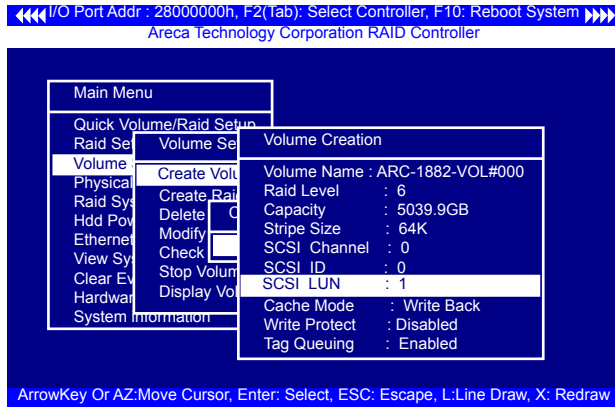 I/O Port Addr : 28000000h, F2(Tab): Select Controller, F10: Reboot System
Areca Technology Corporation RAID Controller
Main Menu
Quick Volume/Raid Setup
Raid Set
Volume
Physical
Raid Sys
Hdd Pow
Ethernet
View Sys
Clear Ev
Hardwar
System Information
Volume Se
Create Volu
Create Rai
Delete
Modify
Check
Stop Volum
Display Vol
C
Volume Creation
Volume Name : ARC-1882-VOL#000
Raid Level : 6
Capacity : 5039.9GB
Stripe Size : 64K
SCSI Channel : 0
SCSI ID : 0
SCSI LUN : 1
Cache Mode : Write Back
Write Protect : Disabled
Tag Queuing : Enabled
ArrowKey Or AZ:Move Cursor, Enter: Select, ESC: Escape, L:Line Draw, X: Redraw